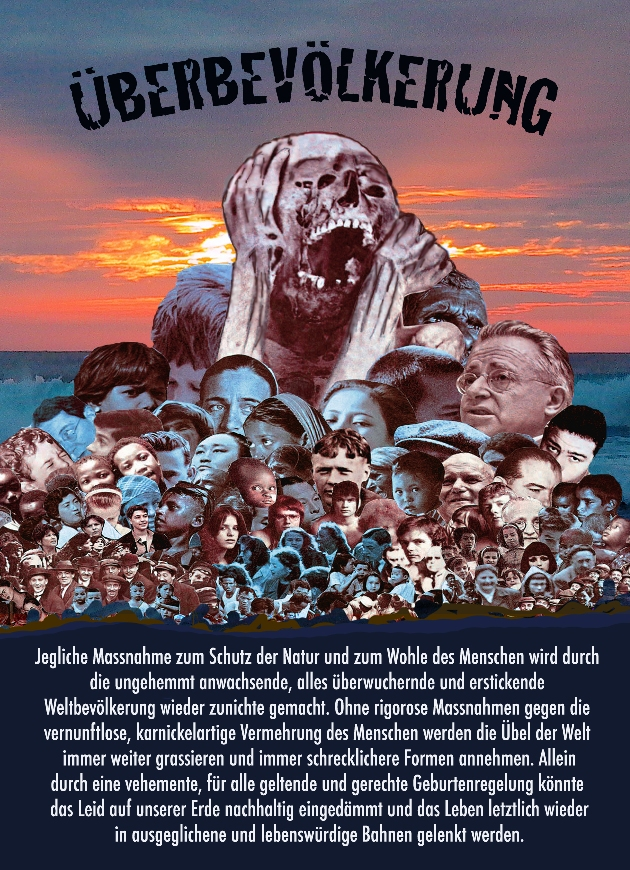 ÜBERBEVÖLKERUNG
Jegliche Massnahme zum Schutz der Natur und zum Wohle des Menschen wird durch
die ungehemmt anwachsende, alles überwuchernde und erstickende
Weltbevölkerung wieder zunichte gemacht. Ohne rigorose Massnahmen gegen die
vernunftlose, karnickelartige Vermehrung des Menschen werden die Übel der Welt
immer weiter grassieren und immer schrecklichere Formen annehmen. Allein
durch eine vehemente, für alle geltende und gerechte Geburtenregelung könnte
das Leid auf unserer Erde nachhaltig eingedämmt und das Leben letztlich wieder
in ausgeglichene und lebenswürdige Bahnen gelenkt werden.